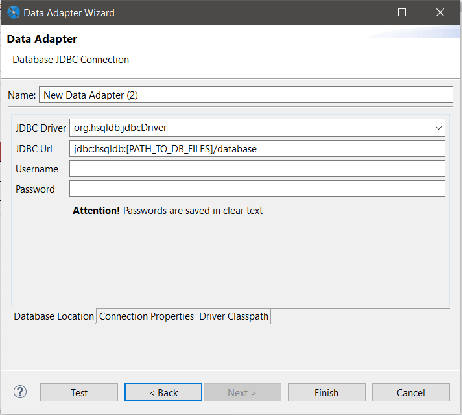 Data Adapter Wizard
Data Adapter
Database JDBC Connection
Name: New Data Adapter (2)
JDBC Driver org.hsqldb.jdbcDriver
JDBC Url jdbc:hsqldb:[PATH_TO_DB_FILES]/database
Username
Password
Attention! Passwords are saved in clear text
Database Location Connection Properties Driver Classpath
? Test < Back Next > Finish Cancel